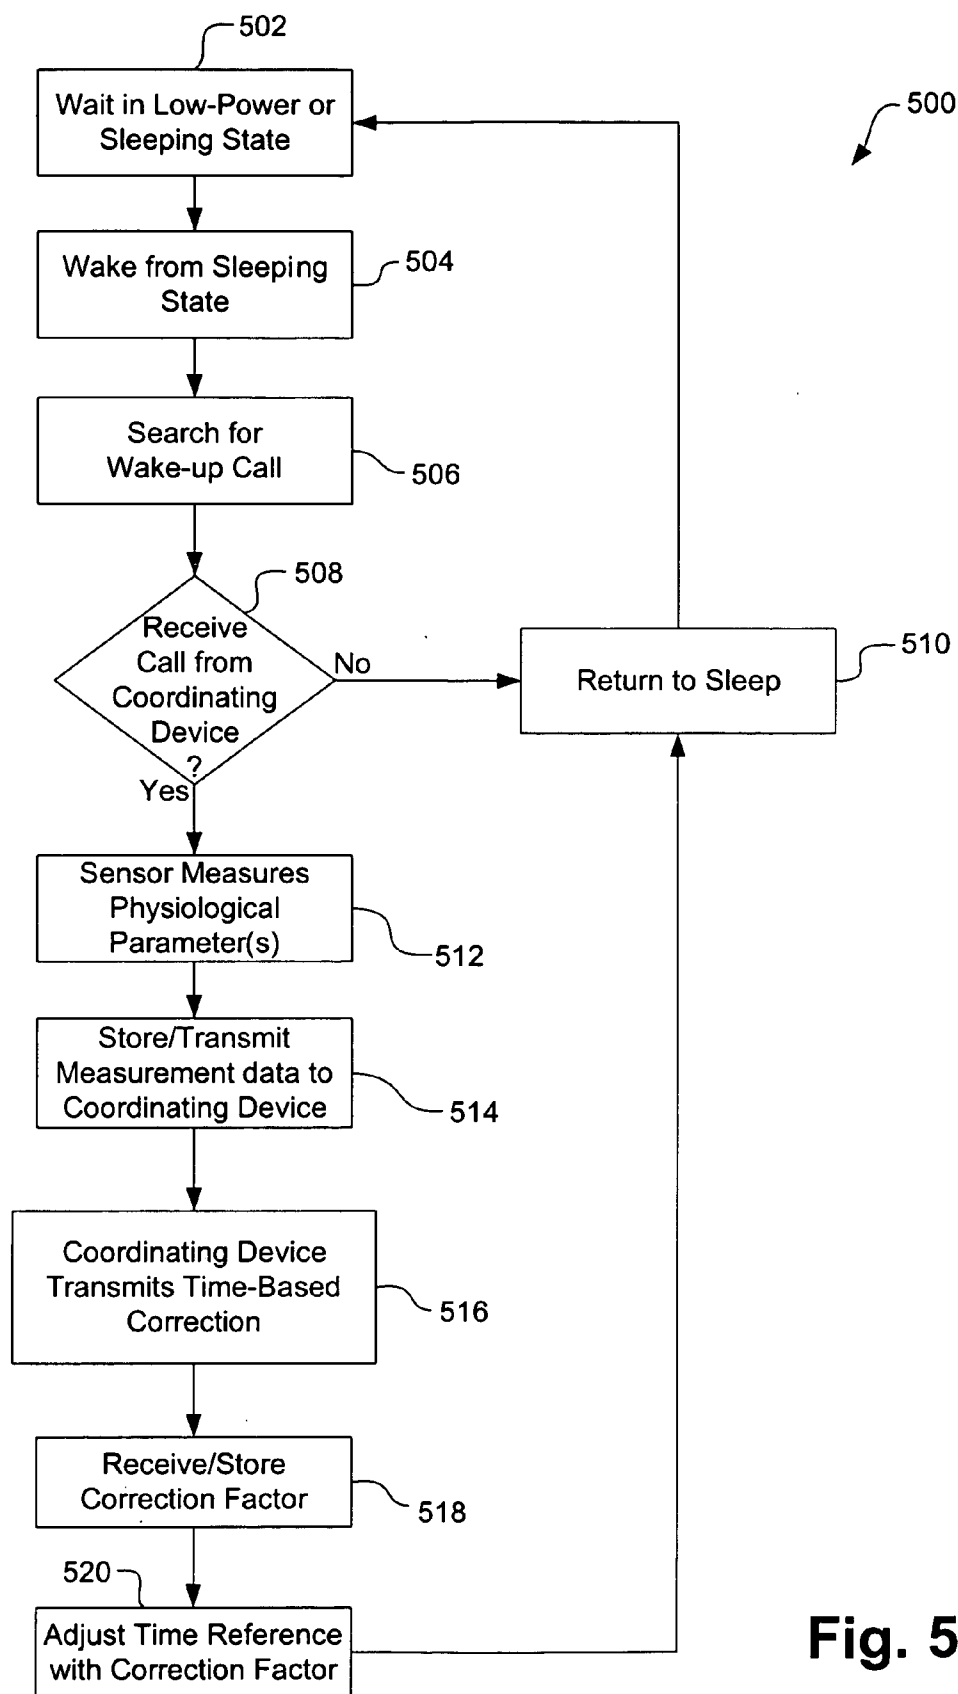 502
Wait in Low-Power or
Sleeping State
500
Wake from Sleeping
State
504
Search for
Wake-up Call
506
508
Receive
Call from
Coordinating
Device
?
No
Yes
Return to Sleep
510
Sensor Measures
Physiological
Parameter(s)
512
Store/Transmit
Measurement data to
Coordinating Device
514
Coordinating Device
Transmits Time-Based
Correction
516
Receive/Store
Correction Factor
518
520
Adjust Time Reference
with Correction Factor
Fig. 5